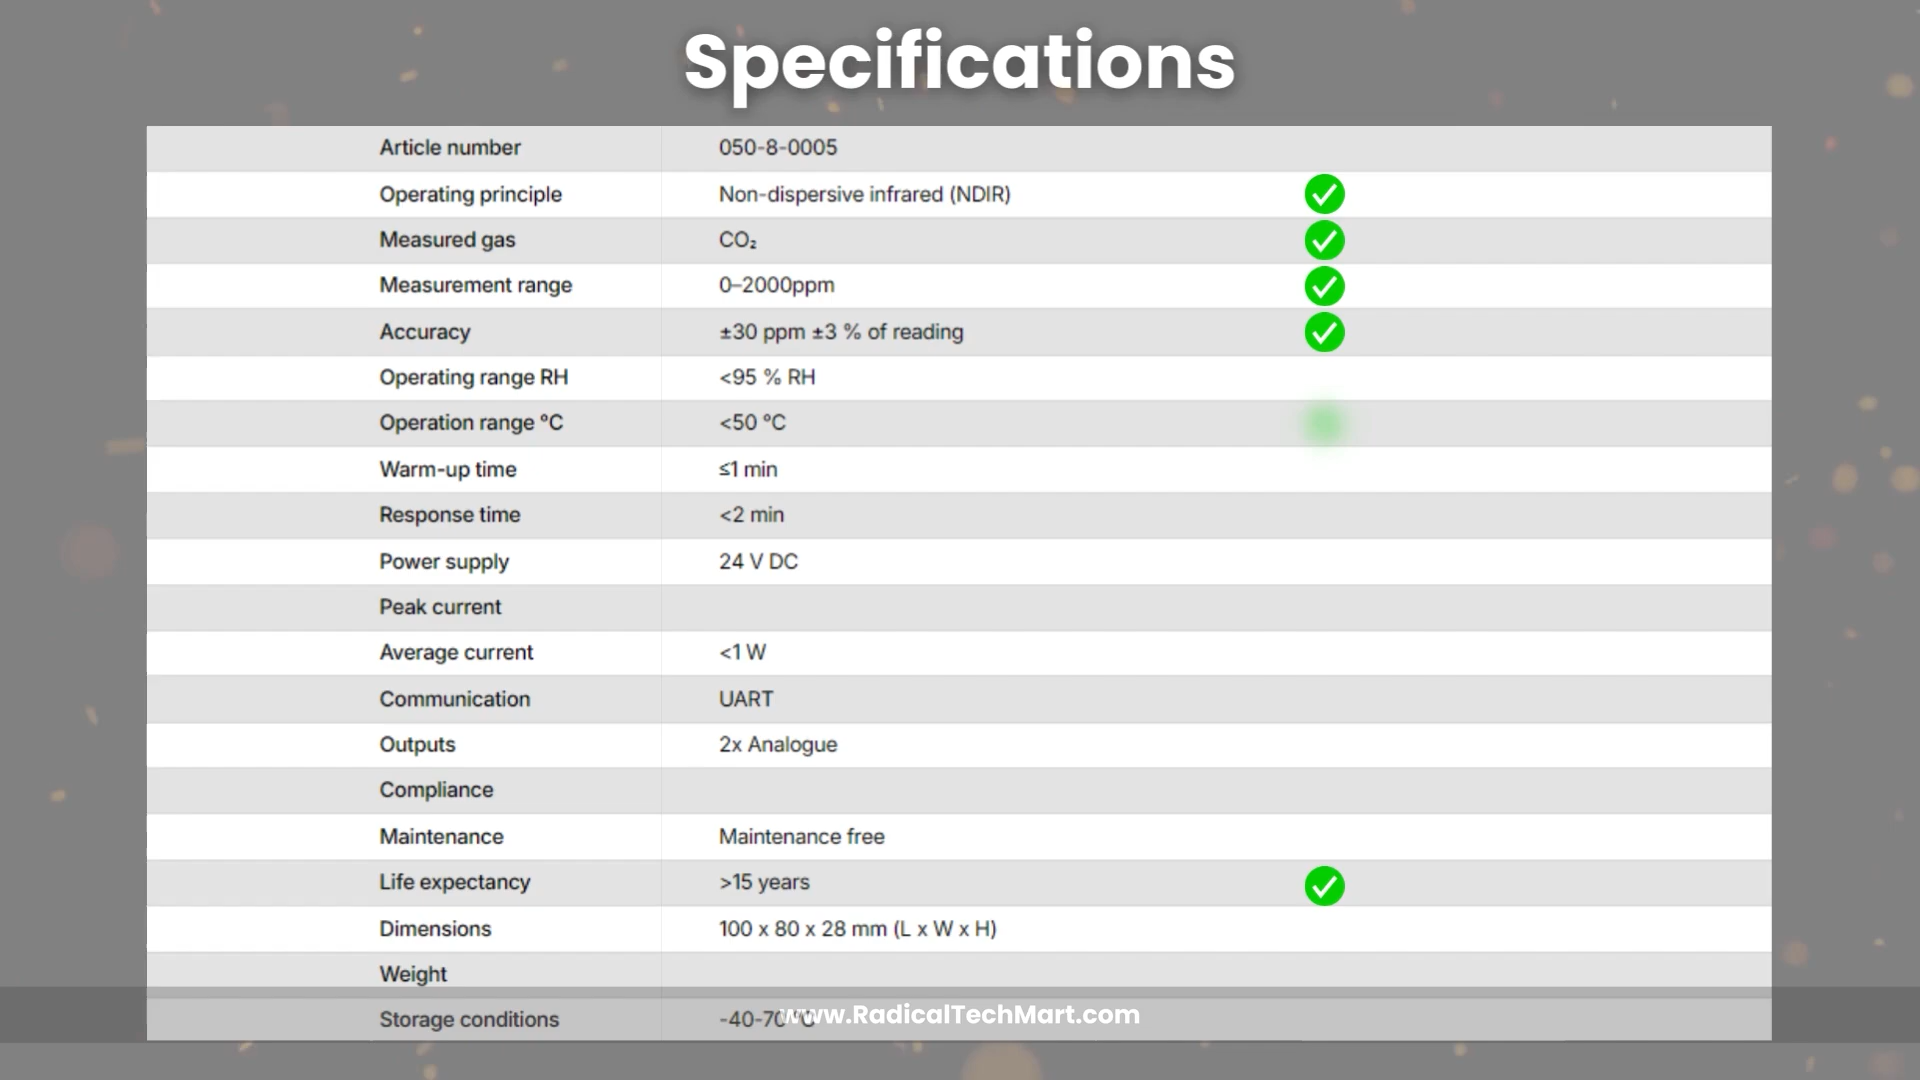 Specifications
Article number 050-8-0005
Operating principle Non-dispersive infrared (NDIR)
Measured gas CO₂
Measurement range 0–2000ppm
Accuracy ±30 ppm ±3 % of reading
Operating range RH <95 % RH
Operation range °C <50 °C
Warm-up time ≤1 min
Response time <2 min
Power supply 24 V DC
Peak current
Average current <1 W
Communication UART
Outputs 2x Analogue
Compliance
Maintenance Maintenance free
Life expectancy >15 years
Dimensions 100 x 80 x 28 mm (L x W x H)
Weight
Storage conditions -40-70 °C
www.RadicalTechMart.com